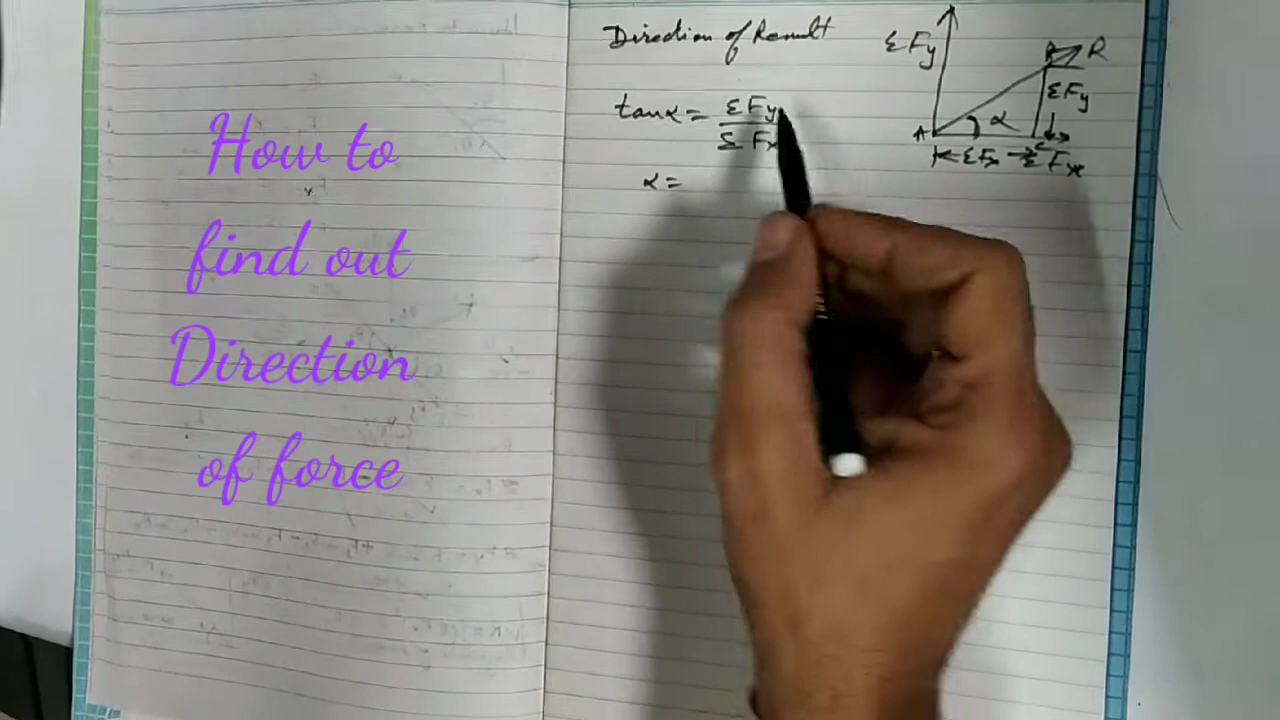 How to
find out
Direction
of force
Direction of Result
tanα = ΣFy
ΣFx
α =
ΣFy
R
ΣFy
A
α
ΣFx
ΣFx